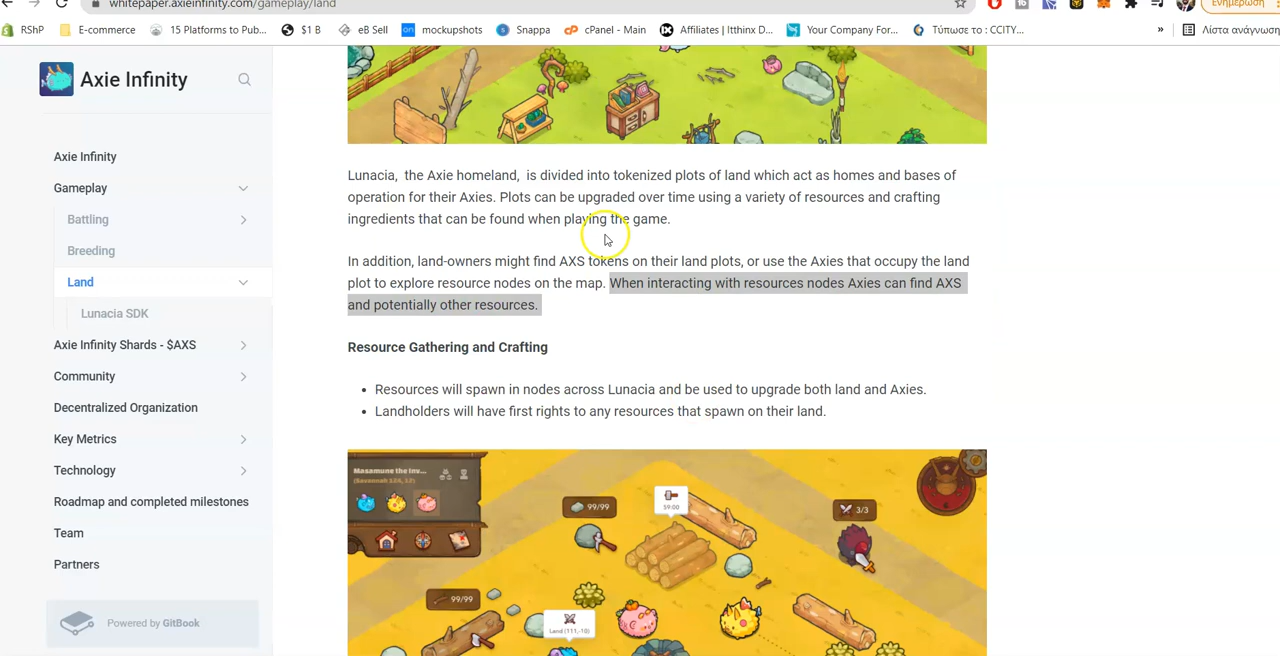 whitepaper.axieinfinity.com/gameplay/land
Ενημέρωση
RShP
E-commerce
15 Platforms to Pub...
$1 B
eB Sell
mockupshots
Snappa
cPanel - Main
Affiliates | Itthinx D...
Your Company For...
Τύπωσε το : CCITY...
»
Λίστα ανάγνωση
Axie Infinity
Axie Infinity
Gameplay
Battling
Breeding
Land
Lunacia SDK
Axie Infinity Shards - $AXS
Community
Decentralized Organization
Key Metrics
Technology
Roadmap and completed milestones
Team
Partners
Powered by GitBook
Lunacia, the Axie homeland, is divided into tokenized plots of land which act as homes and bases of
operation for their Axies. Plots can be upgraded over time using a variety of resources and crafting
ingredients that can be found when playing the game.
In addition, land-owners might find AXS tokens on their land plots, or use the Axies that occupy the land
plot to explore resource nodes on the map. When interacting with resources nodes Axies can find AXS
and potentially other resources.
Resource Gathering and Crafting
• Resources will spawn in nodes across Lunacia and be used to upgrade both land and Axies.
• Landholders will have first rights to any resources that spawn on their land.
Masamune the Inv...
99/99
59:00
3/3
99/99
Land (111,-10)